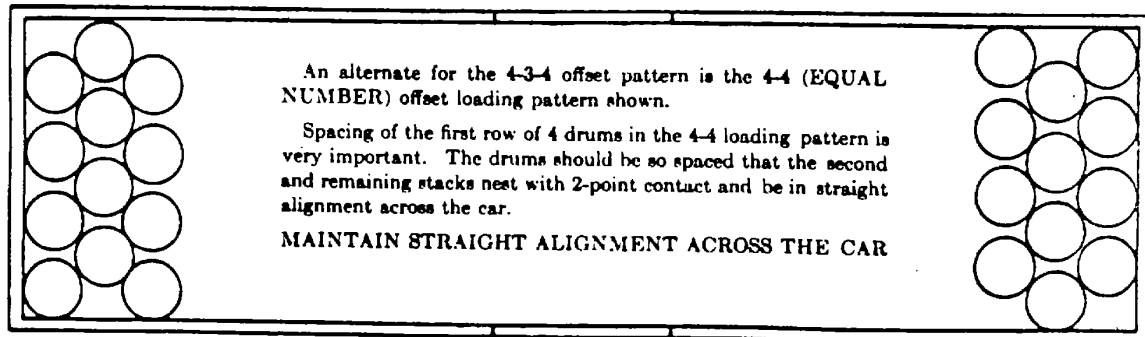 An alternate for the 4-3-4 offset pattern is the 4-4 (EQUAL
NUMBER) offset loading pattern shown.
Spacing of the first row of 4 drums in the 4-4 loading pattern is
very important. The drums should be so spaced that the second
and remaining stacks nest with 2-point contact and be in straight
alignment across the car.
MAINTAIN STRAIGHT ALIGNMENT ACROSS THE CAR